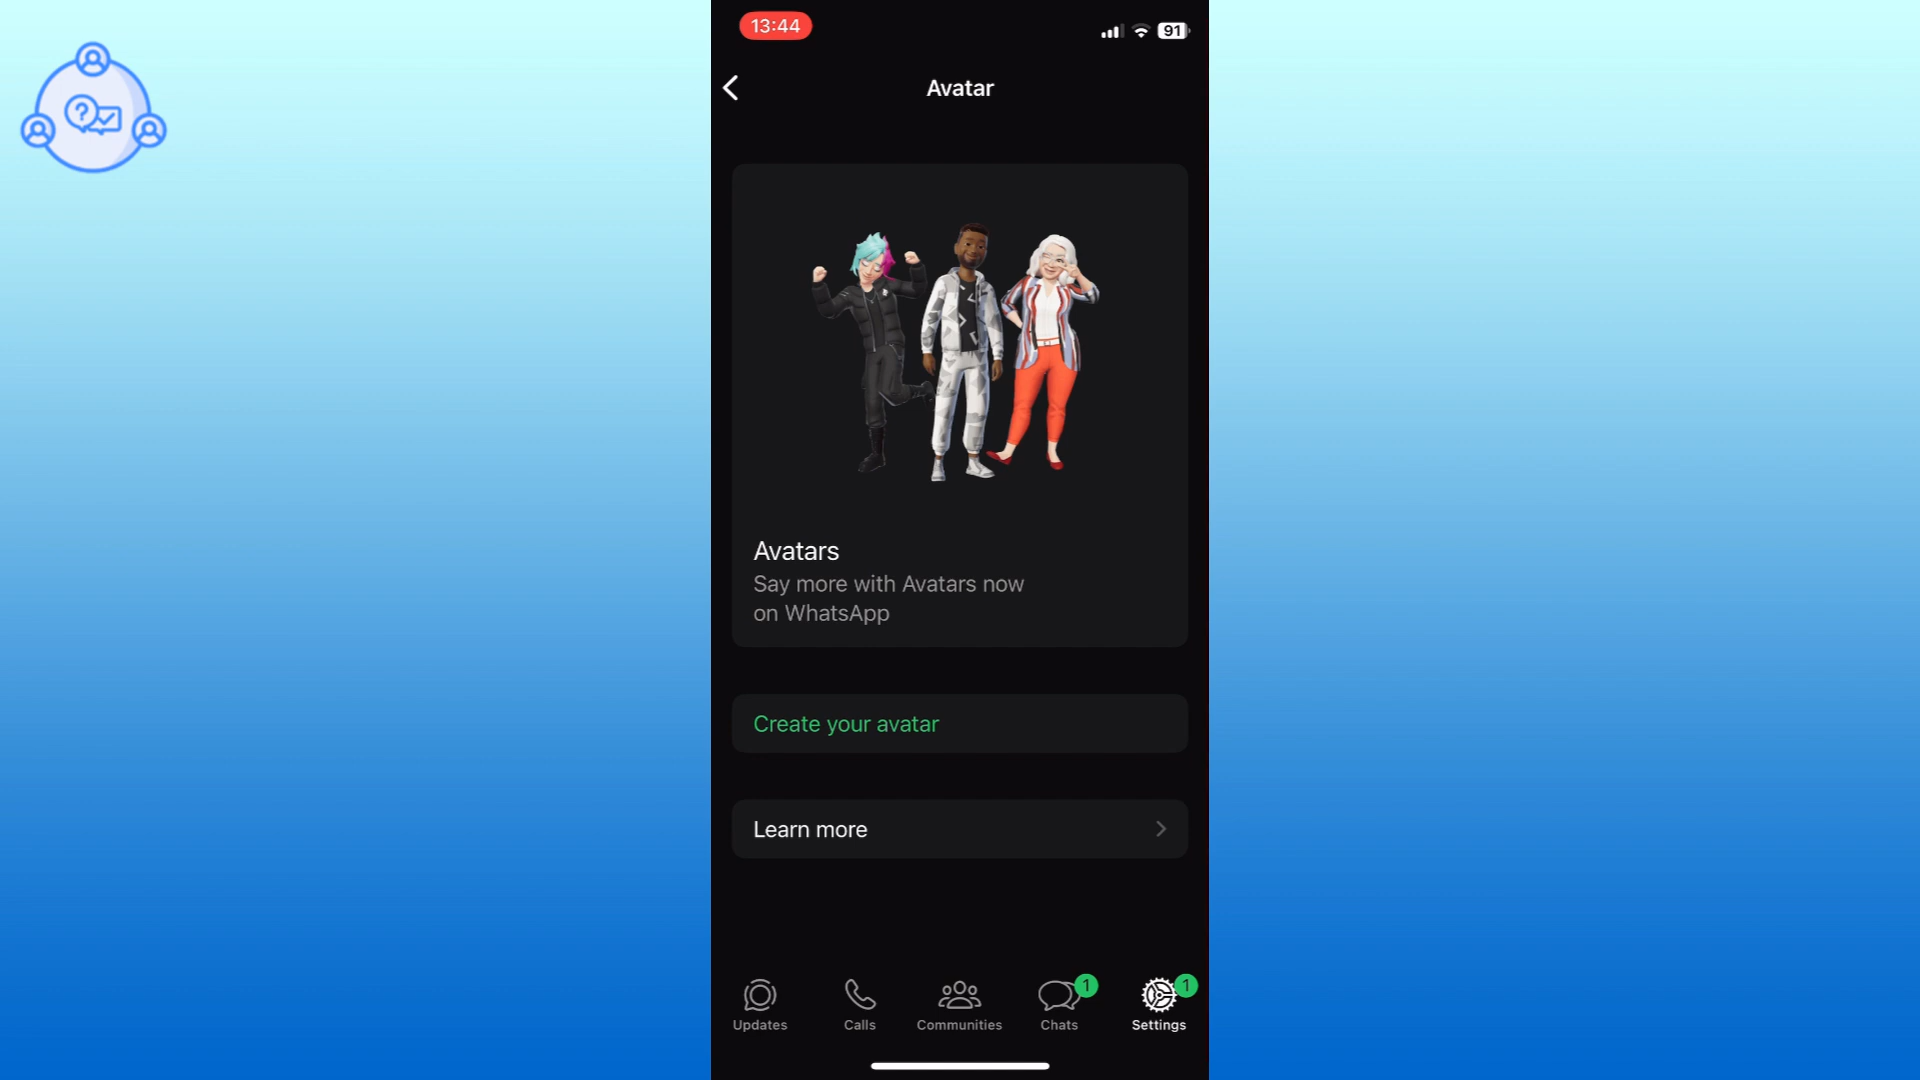 13:44
91
Avatar
Avatars
Say more with Avatars now
on WhatsApp
Create your avatar
Learn more
1
1
Updates
Calls
Communities
Chats
Settings